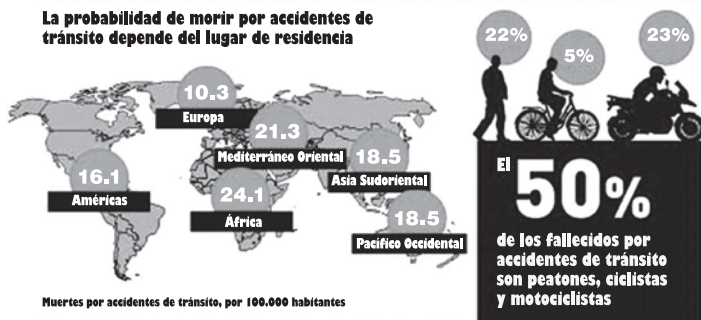 La probabilidad de morir por accidentes de
tránsito depende del lugar de residencia
10.3
Europa
21.3
Mediterráneo Oriental
18.5
Asia Sudoriental
16.1
Américas
24.1
África
18.5
Pacífico Occidental
Muertes por accidentes de tránsito, por 100.000 habitantes
22%
5%
23%
El
50%
de los fallecidos por
accidentes de tránsito
son peatones, ciclistas
y motociclistas